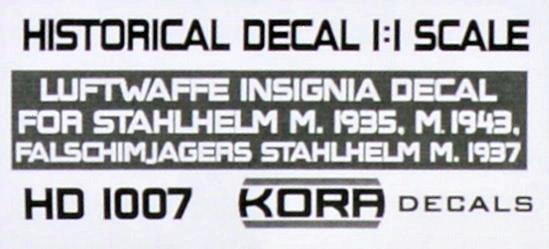 HISTORICAL DECAL 1:1 SCALE
LUFTWAFFE INSIGNIA DECAL
FOR STAHLHELM M. 1935, M. 1943,
FALSCHIMJAGERS STAHLHELM M. 1937
HD 1007 KORA DECALS